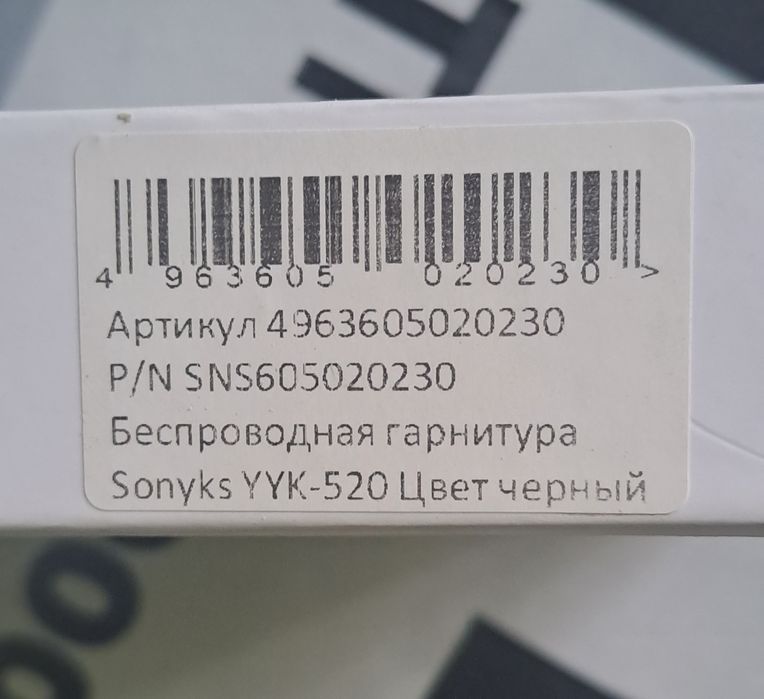 4 963605 020230 >
Артикул 4963605020230
P/N SNS605020230
Беспроводная гарнитура
Sonyks YYK-520 Цвет черный